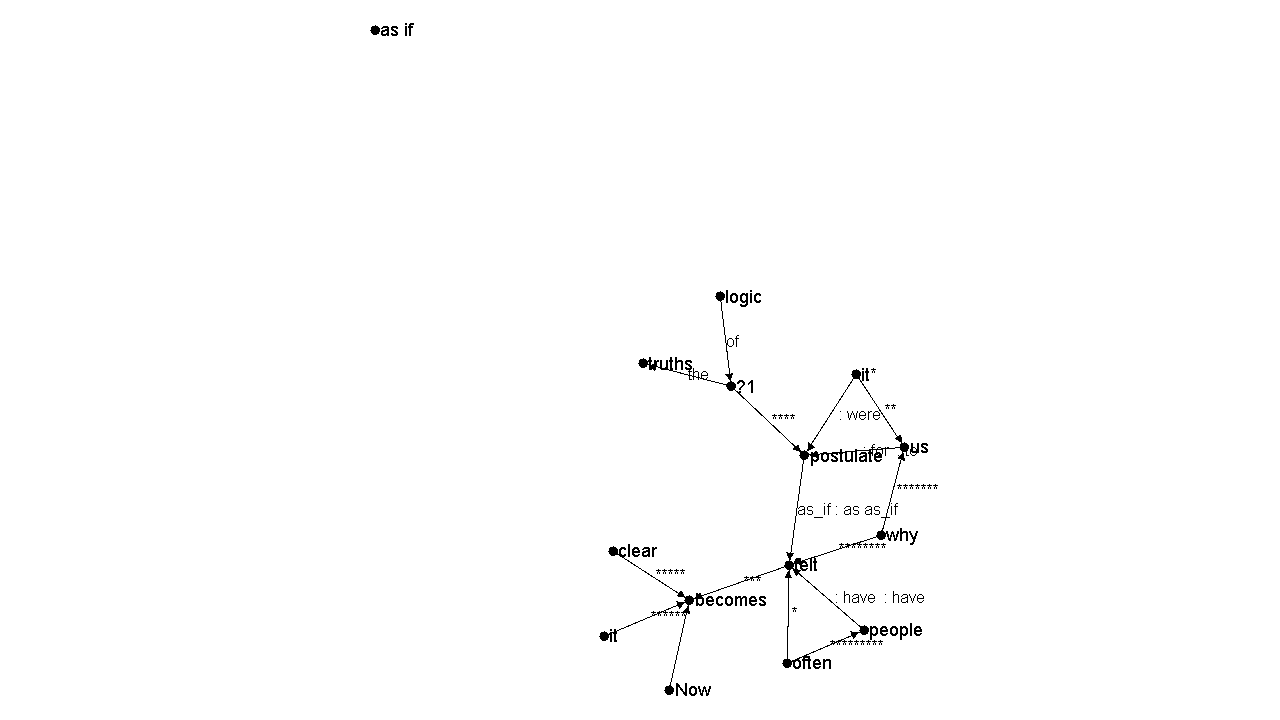 as if
logic
of
truths
the
?1
it*
****
: were
**
postulate
: for
to
us
*******
as_if : as as_if
why
********
clear
felt
*****
***
becomes
: have : have
******
*
it
people
*********
often
Now